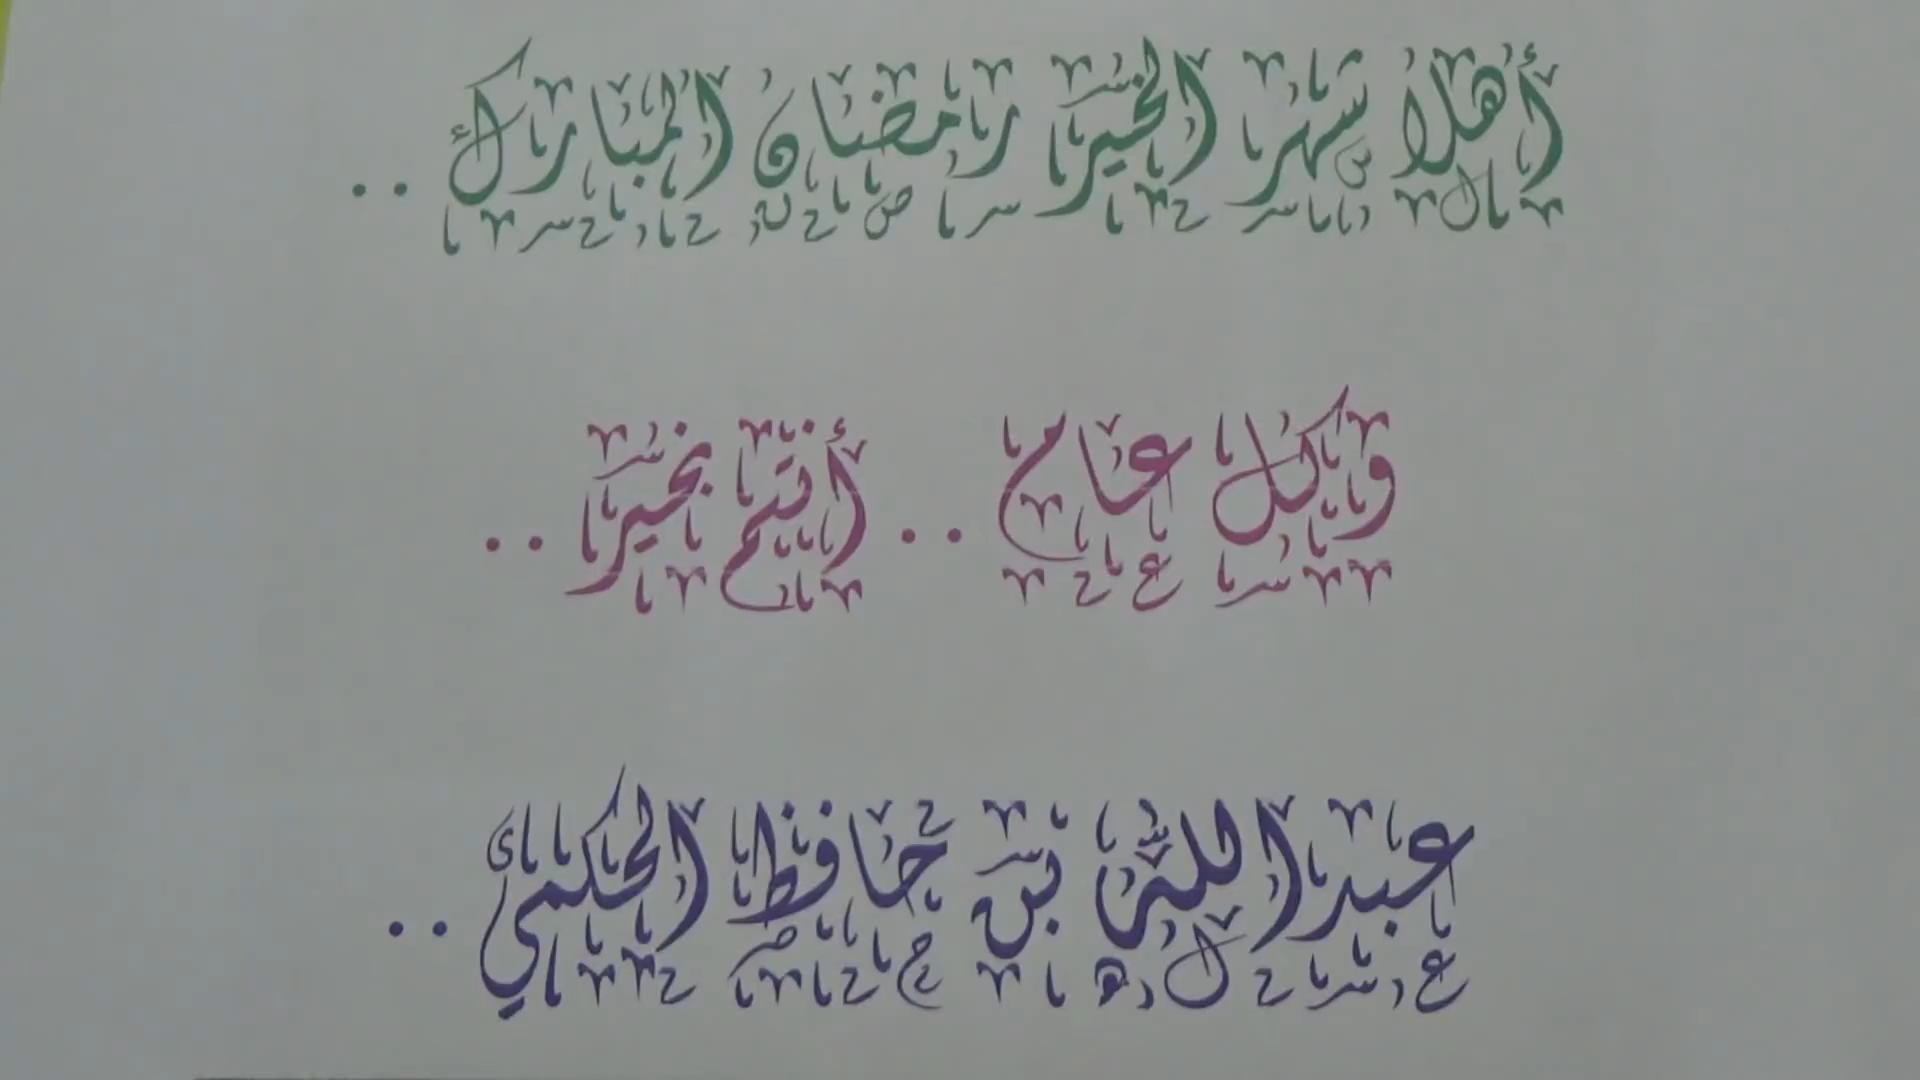 أهلاً شهر الخير رمضان المبارك ..
وكل عام .. أنتم بخير ..
عبدالله بن حافظ الحكمي ..